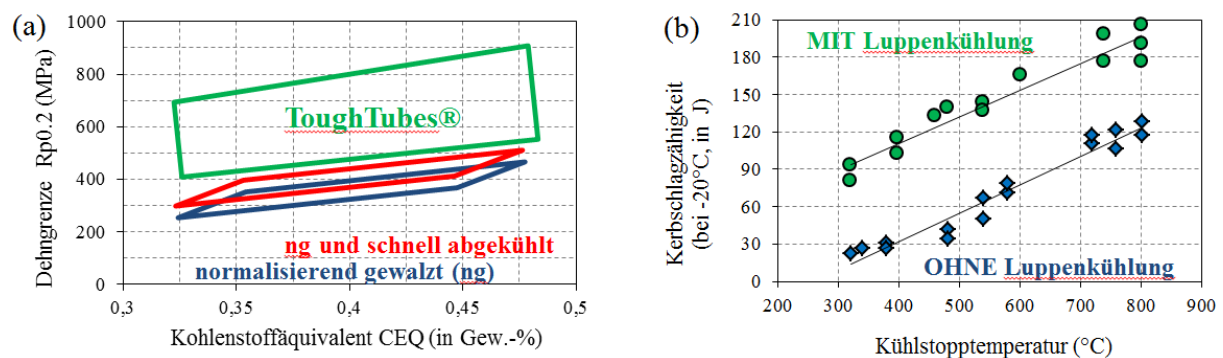 (a)
Dehngrenze Rp0.2 (MPa)
1000
800
600
400
200
0
ToughTubes®
ng und schnell abgekühlt
normalisierend gewalzt (ng)
0,3
0,35
0,4
0,45
0,5
Kohlenstoffäquivalent CEQ (in Gew.-%)
(b)
Kerbschlagzähigkeit
(bei -20°C, in J)
210
180
150
120
90
60
30
0
MIT Luppenkühlung
OHNE Luppenkühlung
200
300
400
500
600
700
800
900
Kühlstopptemperatur (°C)